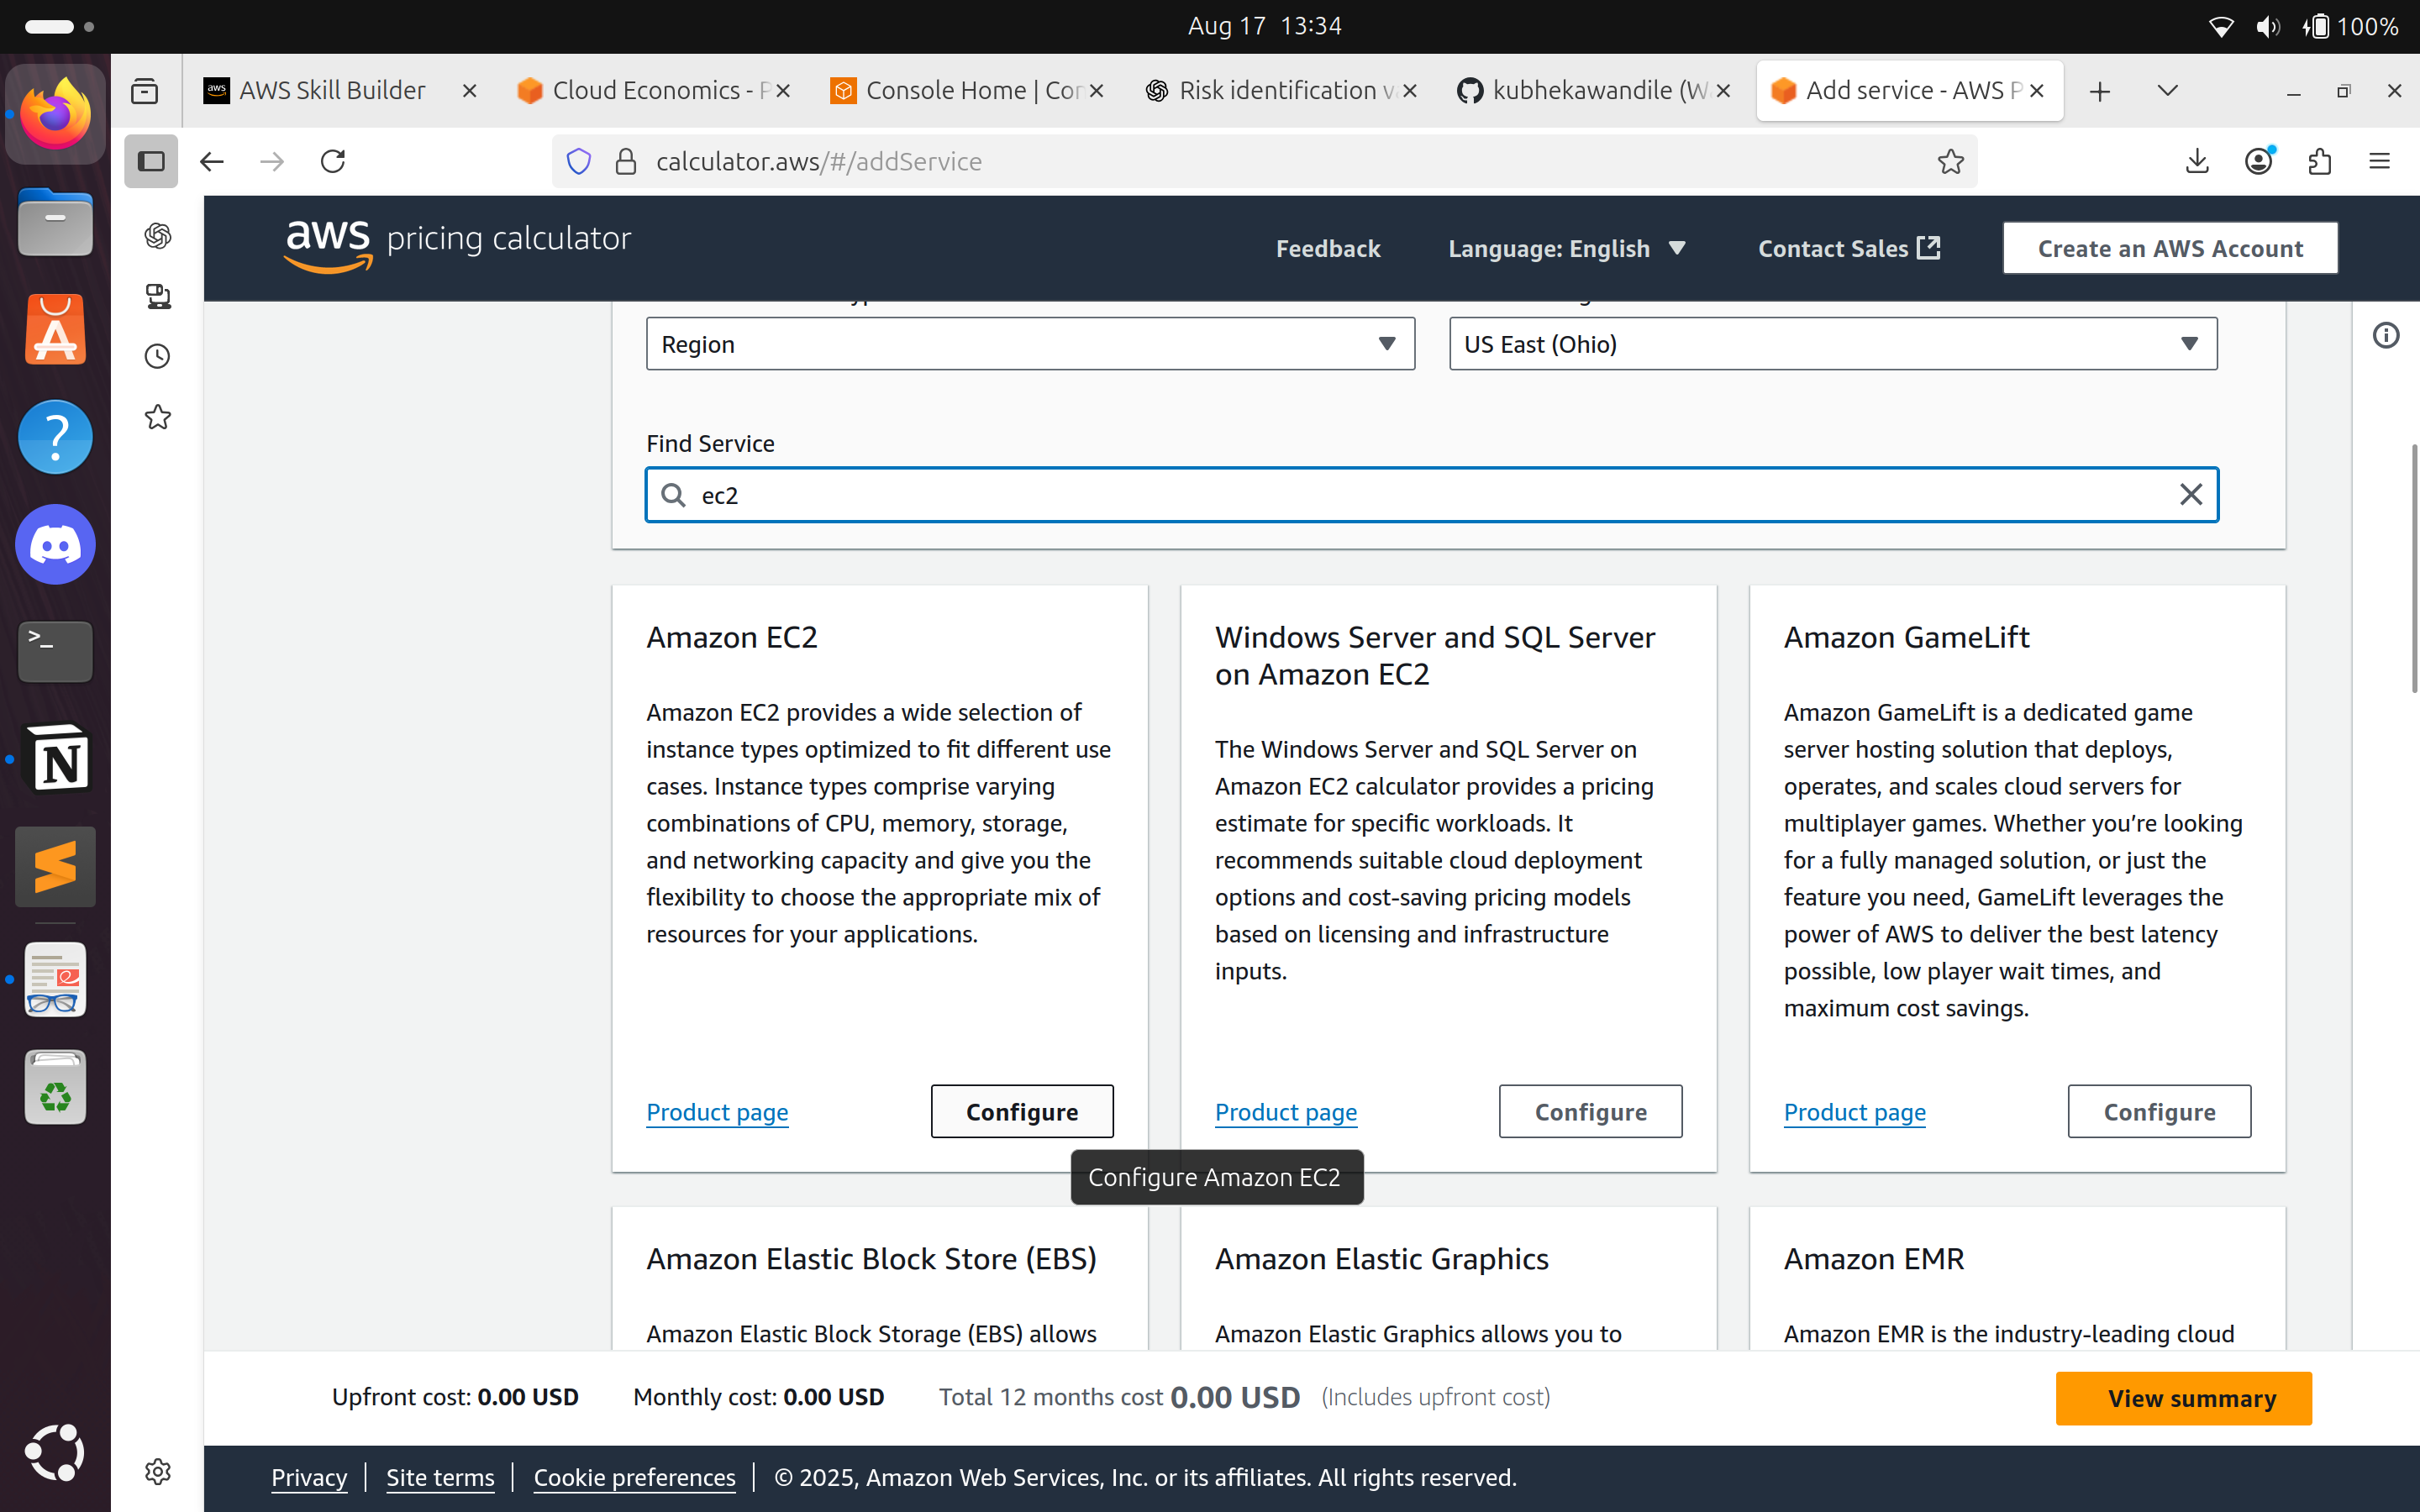 Aug 17 13:34
100%
AWS Skill Builder
Cloud Economics - P
Console Home | Con
Risk identification va
kubhekawandile (Wa
Add service - AWS P
calculator.aws/#/addService
aws pricing calculator
Feedback
Language: English
Contact Sales
Create an AWS Account
Region
US East (Ohio)
Find Service
ec2
Amazon EC2
Amazon EC2 provides a wide selection of
instance types optimized to fit different use
cases. Instance types comprise varying
combinations of CPU, memory, storage,
and networking capacity and give you the
flexibility to choose the appropriate mix of
resources for your applications.
Product page
Configure
Windows Server and SQL Server
on Amazon EC2
The Windows Server and SQL Server on
Amazon EC2 calculator provides a pricing
estimate for specific workloads. It
recommends suitable cloud deployment
options and cost-saving pricing models
based on licensing and infrastructure
inputs.
Product page
Configure
Amazon GameLift
Amazon GameLift is a dedicated game
server hosting solution that deploys,
operates, and scales cloud servers for
multiplayer games. Whether you’re looking
for a fully managed solution, or just the
feature you need, GameLift leverages the
power of AWS to deliver the best latency
possible, low player wait times, and
maximum cost savings.
Product page
Configure
Configure Amazon EC2
Amazon Elastic Block Store (EBS)
Amazon Elastic Block Storage (EBS) allows
Amazon Elastic Graphics
Amazon Elastic Graphics allows you to
Amazon EMR
Amazon EMR is the industry-leading cloud
Upfront cost: 0.00 USD
Monthly cost: 0.00 USD
Total 12 months cost 0.00 USD (Includes upfront cost)
View summary
Privacy
Site terms
Cookie preferences
© 2025, Amazon Web Services, Inc. or its affiliates. All rights reserved.